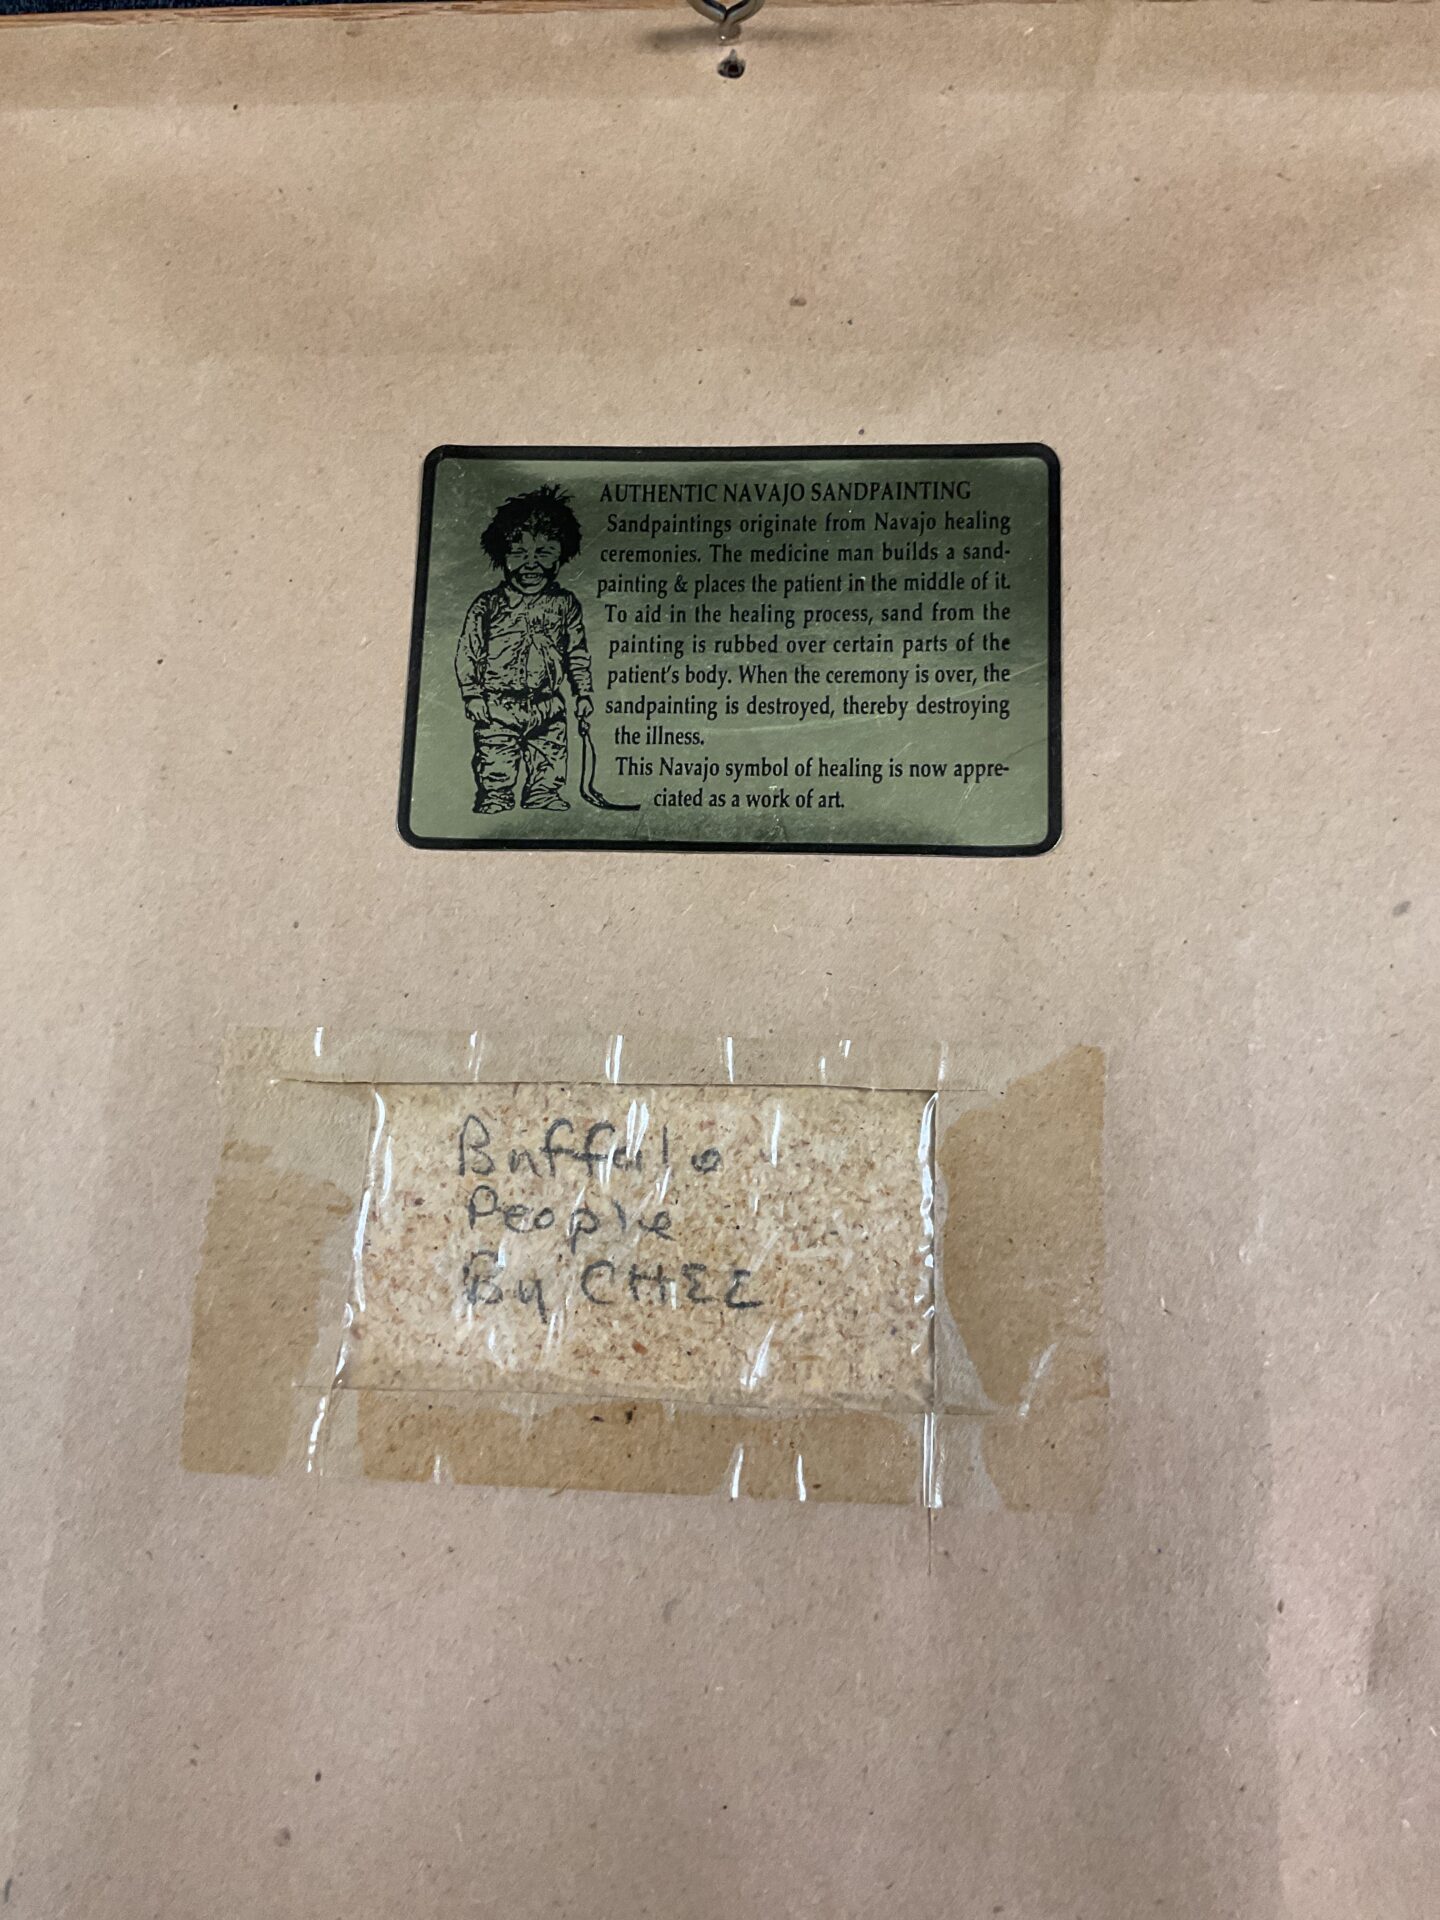 AUTHENTIC NAVAJO SANDPAINTING
Sandpaintings originate from Navajo healing
ceremonies. The medicine man builds a sand-
painting & places the patient in the middle of it.
To aid in the healing process, sand from the
painting is rubbed over certain parts of the
patient's body. When the ceremony is over, the
sandpainting is destroyed, thereby destroying
the illness.
This Navajo symbol of healing is now appre-
ciated as a work of art.
Buffalo
People
By CHEE